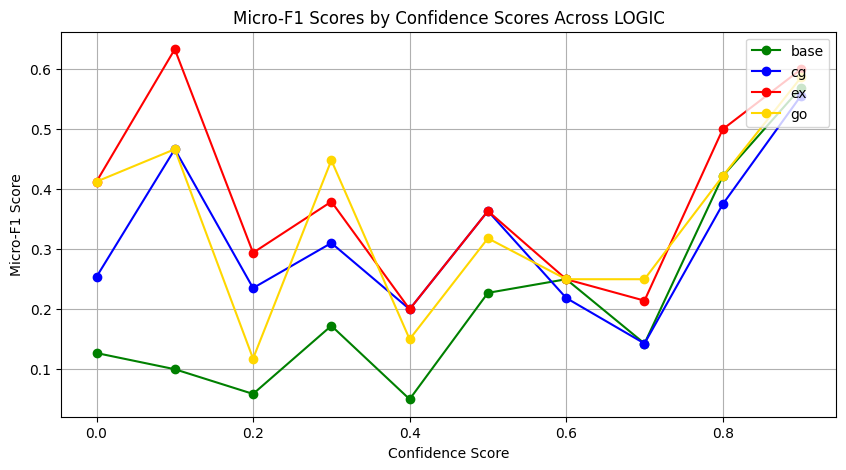 Micro-F1 Scores by Confidence Scores Across LOGIC
base
cg
ex
go
0.6
0.5
0.4
0.3
0.2
0.1
Micro-F1 Score
0.0
0.2
0.4
0.6
0.8
Confidence Score